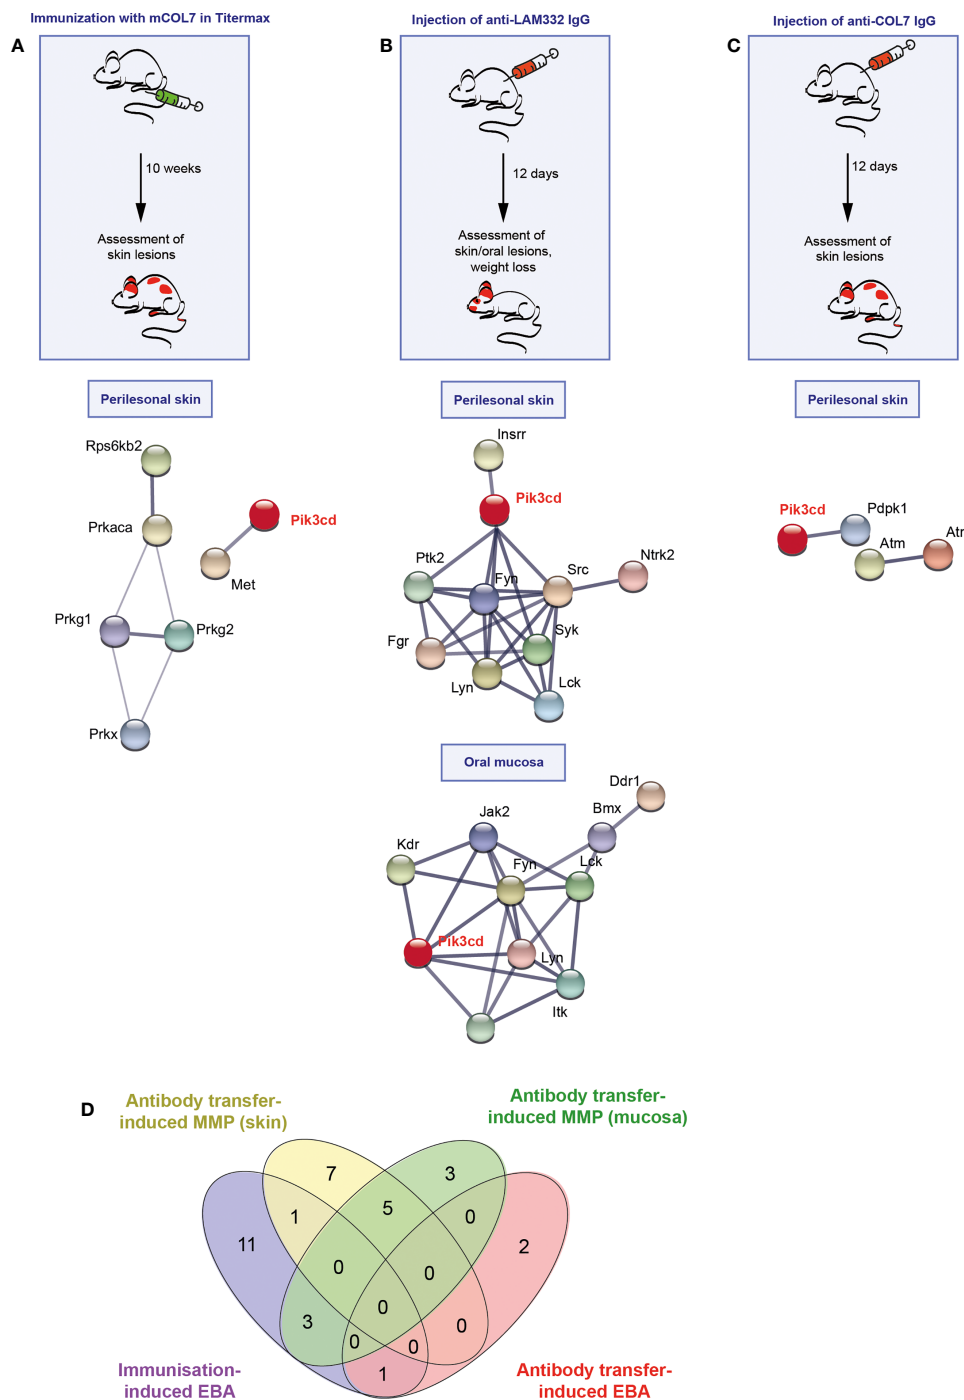 Immunization with mCOL7 in Titermax
Injection of anti-LAM332 IgG
Injection of anti-COL7 IgG
A
B
C
10 weeks
12 days
12 days
Assessment of
skin lesions
Assessment of
skin/oral lesions,
weight loss
Assessment of
skin lesions
Perilesonal skin
Perilesonal skin
Perilesonal skin
Rps6kb2
Prkaca
Pik3cd
Met
Prkg1
Prkg2
Prkx
Insrr
Pik3cd
Ptk2
Fyn
Src
Ntrk2
Fgr
Syk
Lyn
Lck
Pik3cd
Pdpk1
Atm
Atr
Oral mucosa
Ddr1
Bmx
Jak2
Kdr
Fyn
Lck
Pik3cd
Lyn
Itk
D
Antibody transfer-
induced MMP (skin)
Antibody transfer-
induced MMP (mucosa)
7
3
1
5
0
11
2
0
0
0
3
0
0
0
1
Immunisation-
induced EBA
Antibody transfer-
induced EBA